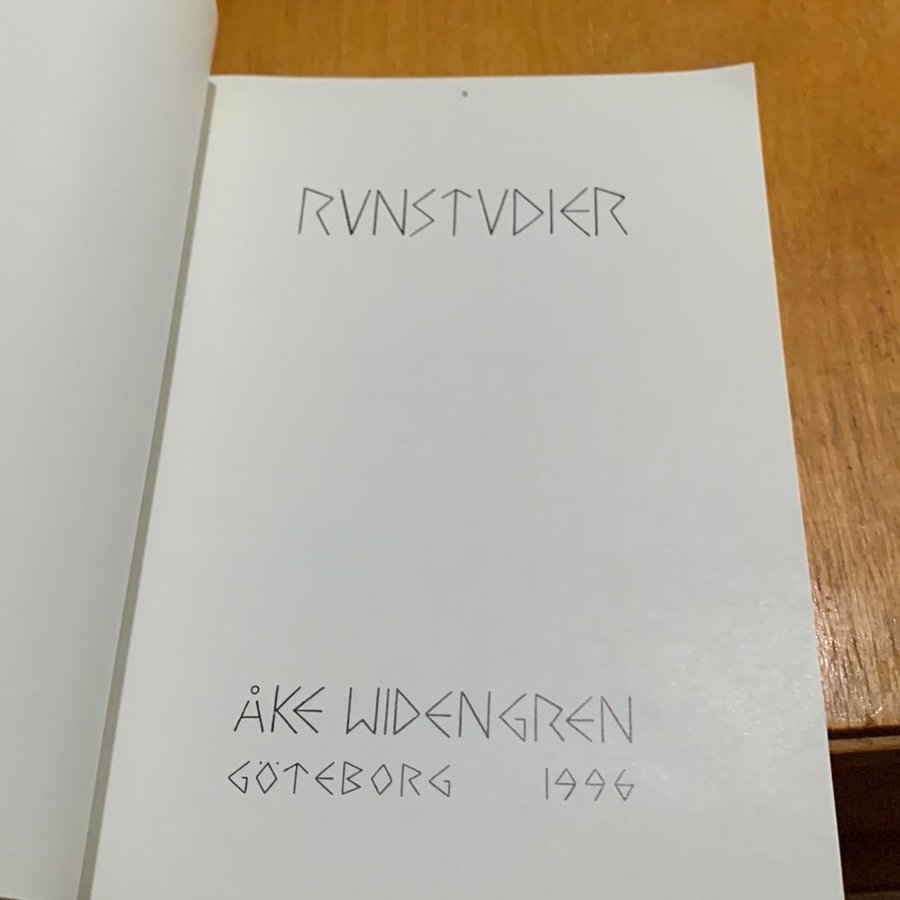 RVNSTVDIER
ÅKE WIDENGREN
GÖTEBORG 1996